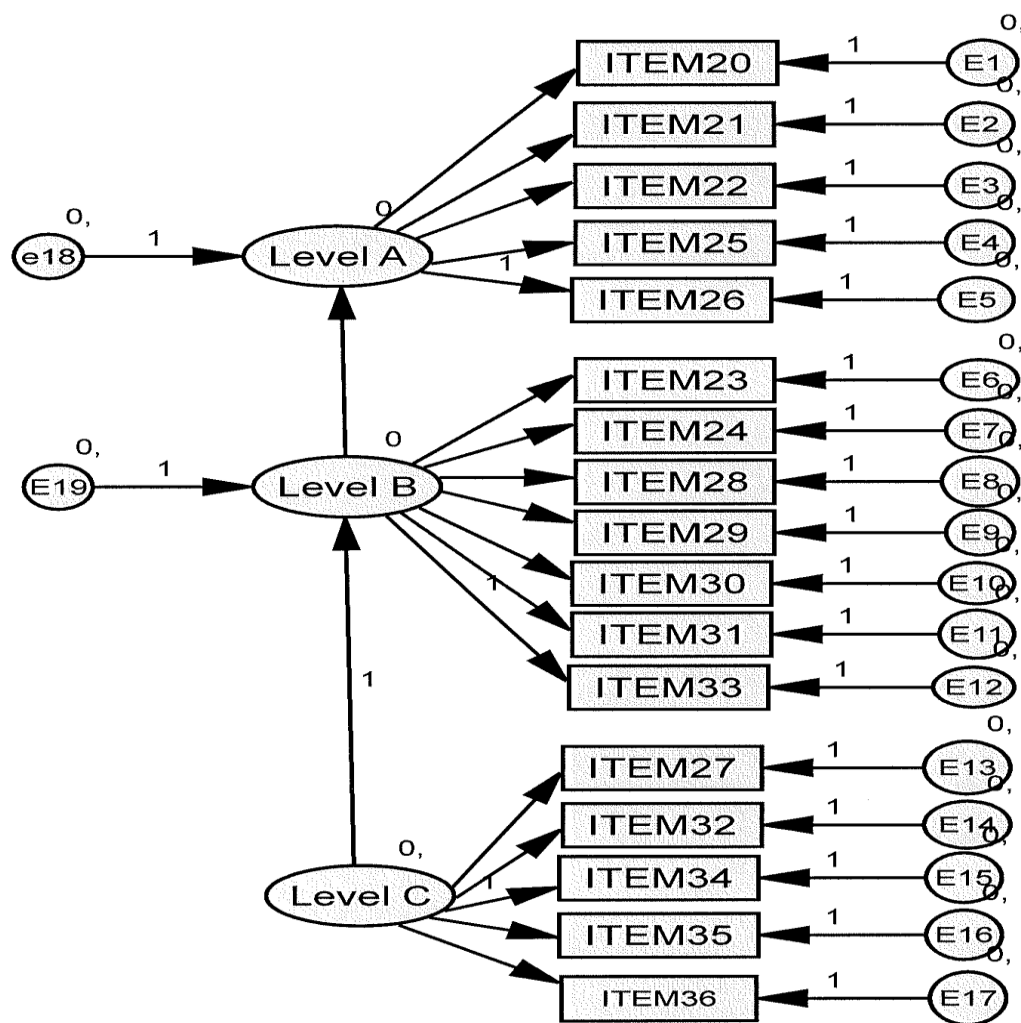 0,
ITEM20 1 E1
0,
ITEM21 1 E2
0,
ITEM22 1 E3
0,
0, 0
e18 1 Level A
ITEM25 1 E4
0,
1
ITEM26 1 E5
0,
ITEM23 1 E6
0,
ITEM24 1 E7
0,
0, 0
E19 1 Level B
ITEM28 1 E8
0,
ITEM29 1 E9
0,
1
ITEM30 1 E10
0,
ITEM31 1 E11
0,
1
ITEM33 1 E12
0,
ITEM27 1 E13
0,
ITEM32 1 E14
0,
0,
Level C 1
ITEM34 1 E15
0,
ITEM35 1 E16
0,
ITEM36 1 E17